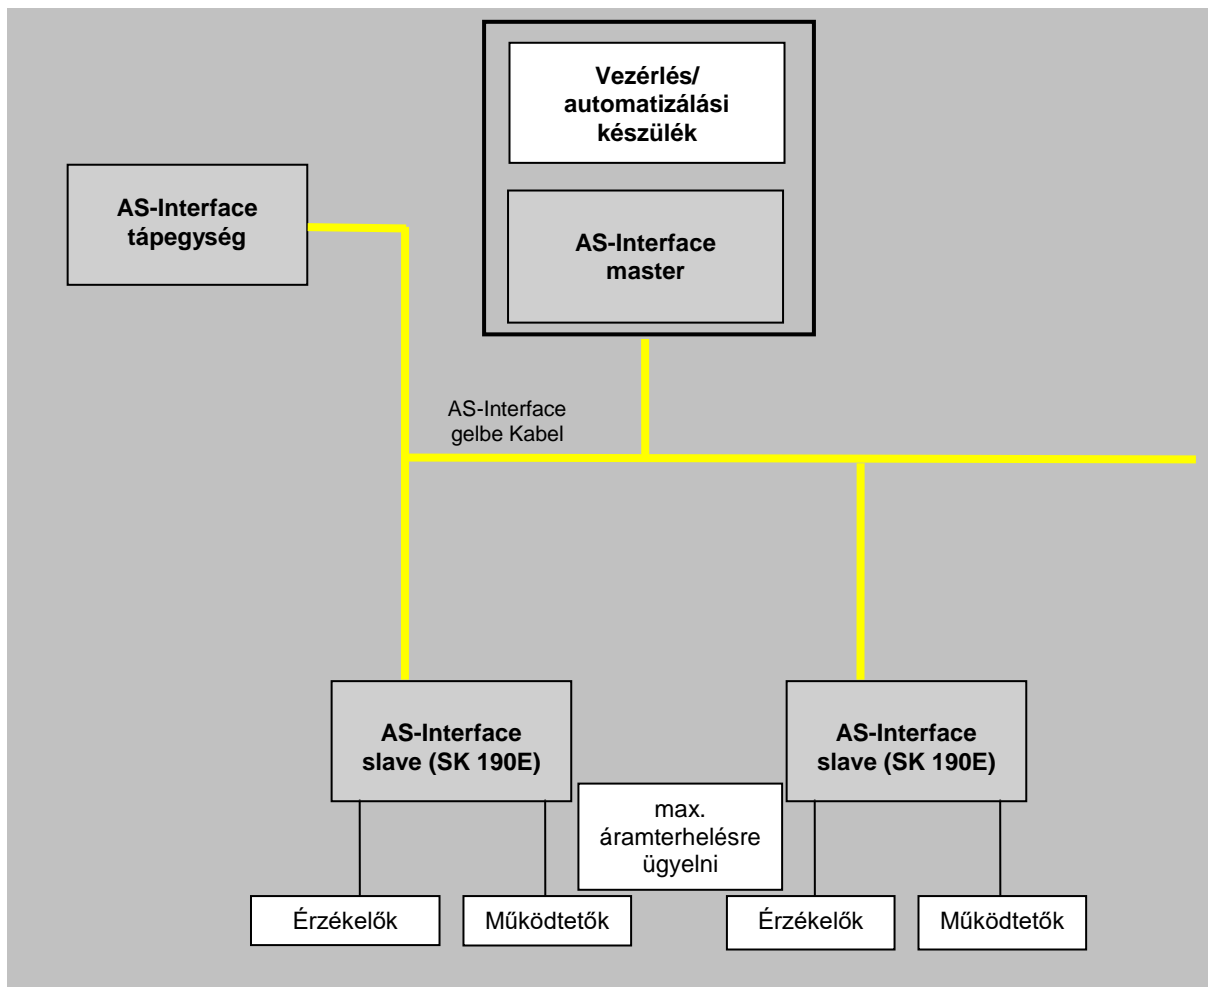 Vezérlés/
automatizálási
készülék
AS-Interface
tápegység
AS-Interface
master
AS-Interface
gelbe Kabel
AS-Interface
slave (SK 190E)
AS-Interface
slave (SK 190E)
max.
áramterhelésre
ügyelni
Érzékelők
Működtetők
Érzékelők
Működtetők